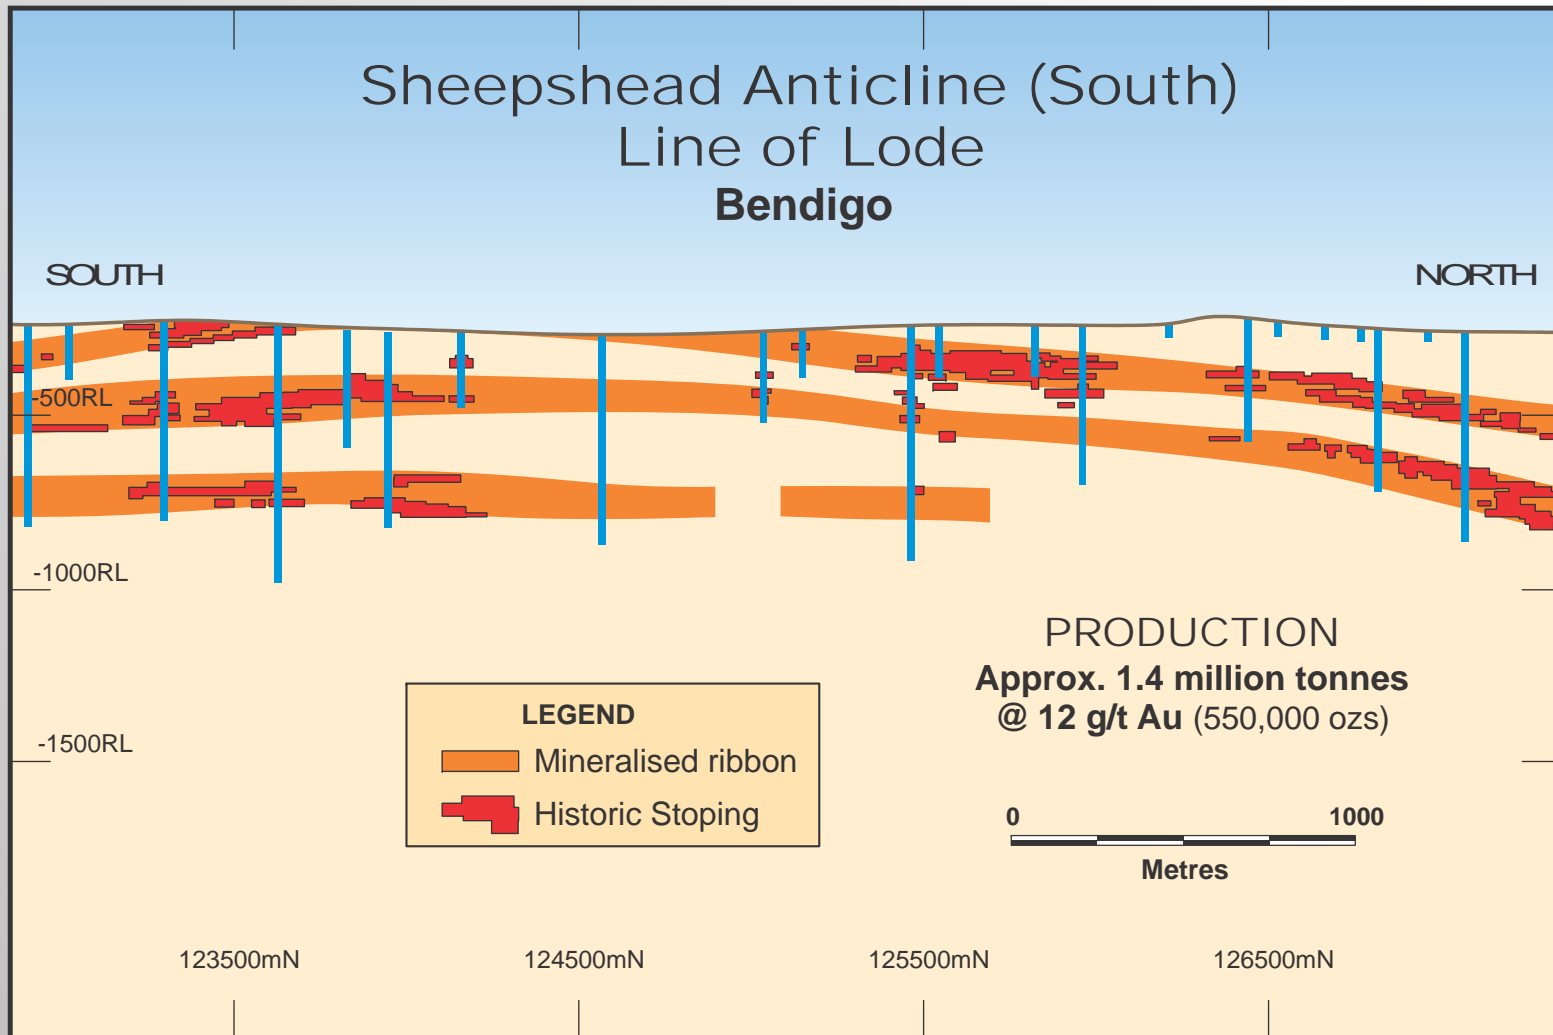 Sheepshead Anticline (South)
Line of Lode
Bendigo
SOUTH
NORTH
-500RL
-1000RL
-1500RL
PRODUCTION
Approx. 1.4 million tonnes
@ 12 g/t Au (550,000 ozs)
LEGEND
Mineralised ribbon
Historic Stoping
0 1000
Metres
123500mN 124500mN 125500mN 126500mN